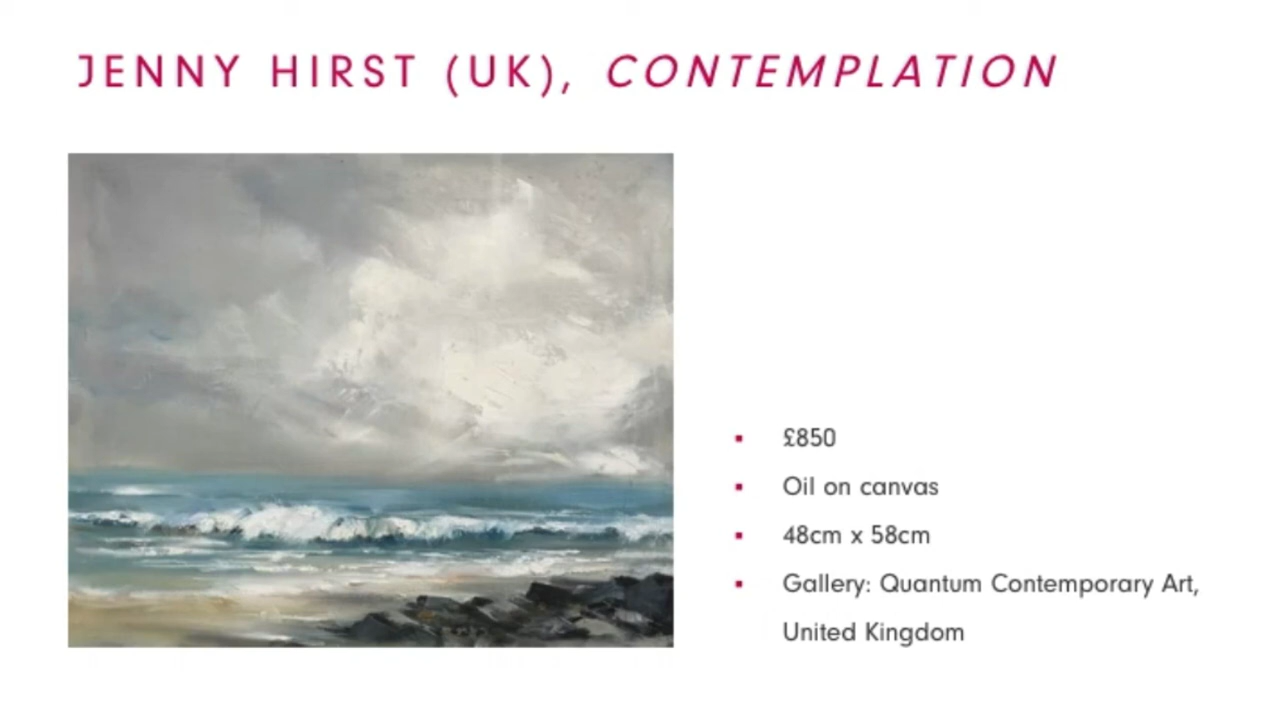 JENNY HIRST (UK), CONTEMPLATION
▪ £850
▪ Oil on canvas
▪ 48cm x 58cm
▪ Gallery: Quantum Contemporary Art,
United Kingdom